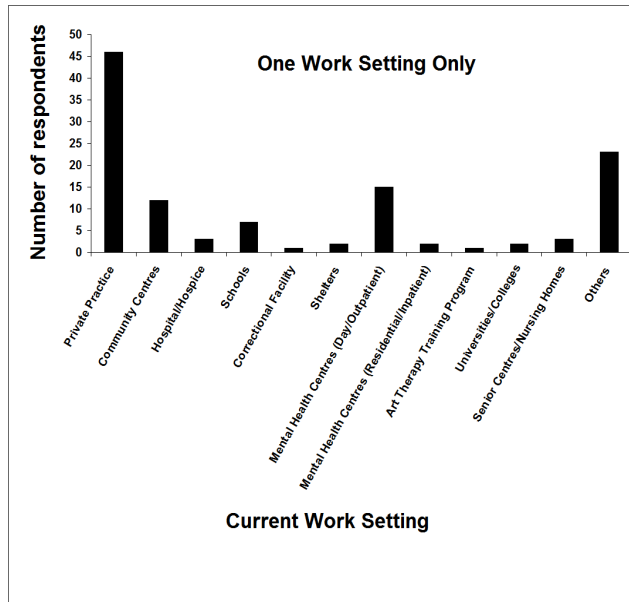 One Work Setting Only
Number of respondents
50
45
40
35
30
25
20
15
10
5
0
Private Practice
Community Centres
Hospital/Hospice
Schools
Correctional Facility
Shelters
Mental Health Centres (Day/Outpatient)
Mental Health Centres (Residential/Inpatient)
Art Therapy Training Program
Universities/Colleges
Senior Centres/Nursing Homes
Others
Current Work Setting